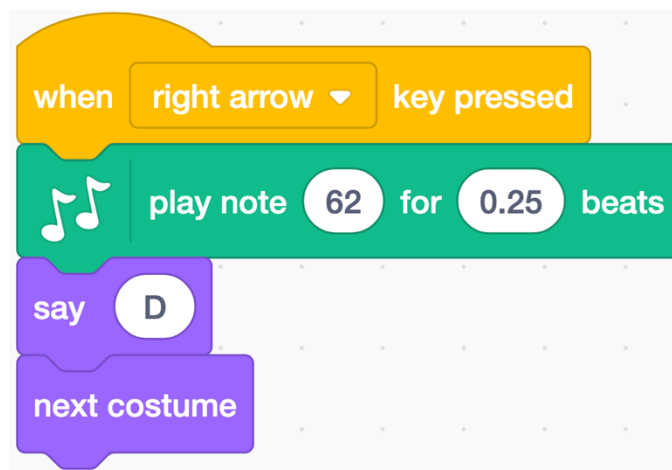 when right arrow key pressed
play note 62 for 0.25 beats
say D
next costume